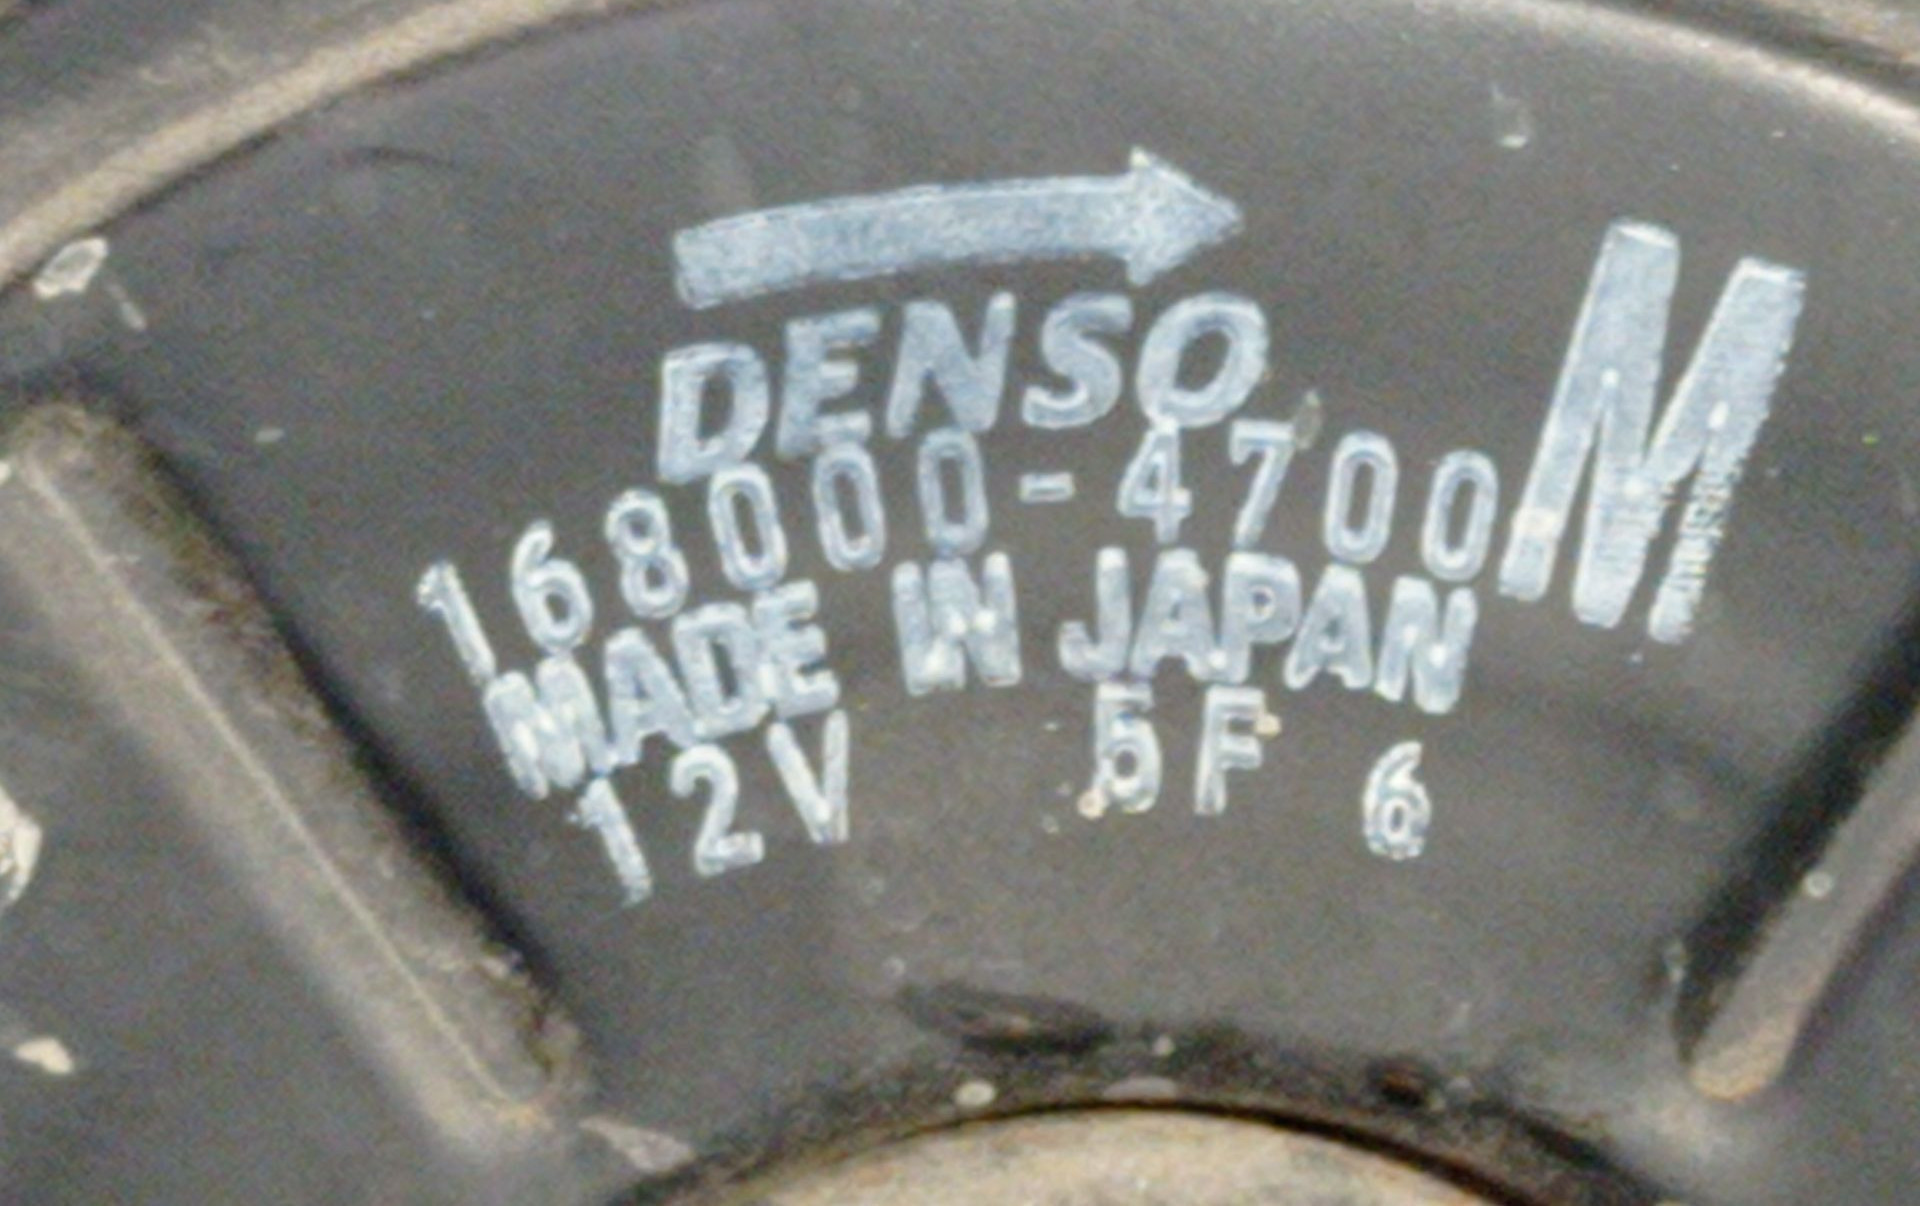 DENSO
M
168000-4700
MADE IN JAPAN
12V 5F 6